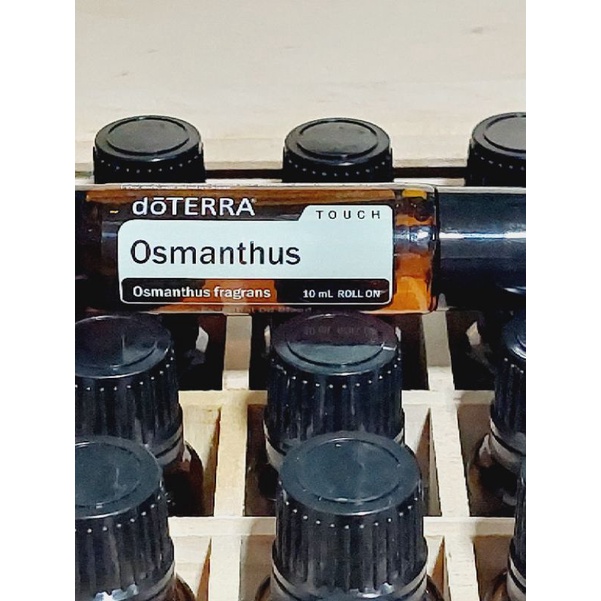 dōTERRA®
TOUCH
Osmanthus
Osmanthus fragrans 10 mL ROLL ON